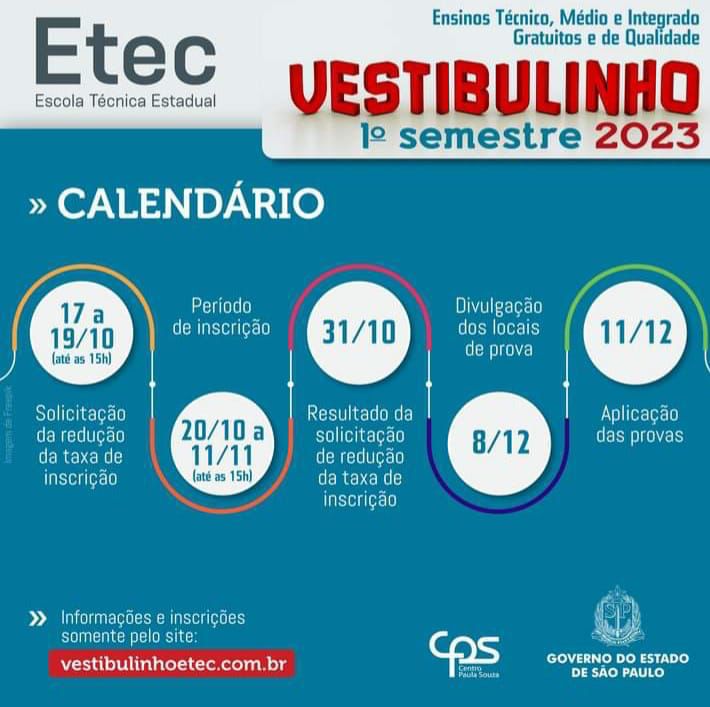 Etec
Escola Técnica Estadual
Ensinos Técnico, Médio e Integrado
Gratuitos e de Qualidade
VESTIBULINHO
1º semestre 2023
» CALENDÁRIO
17 a
19/10
(até as 15h)
Solicitação
da redução
da taxa de
inscrição
Período
de inscrição
20/10 a
11/11
(até as 15h)
31/10
Resultado da
solicitação
de redução
da taxa de
inscrição
Divulgação
dos locais
de prova
8/12
11/12
Aplicação
das provas
Imagem de Freepik
» Informações e inscrições
somente pelo site:
vestibulinhoetec.com.br
cps
Centro
Paula Souza
SP
GOVERNO DO ESTADO
DE SÃO PAULO